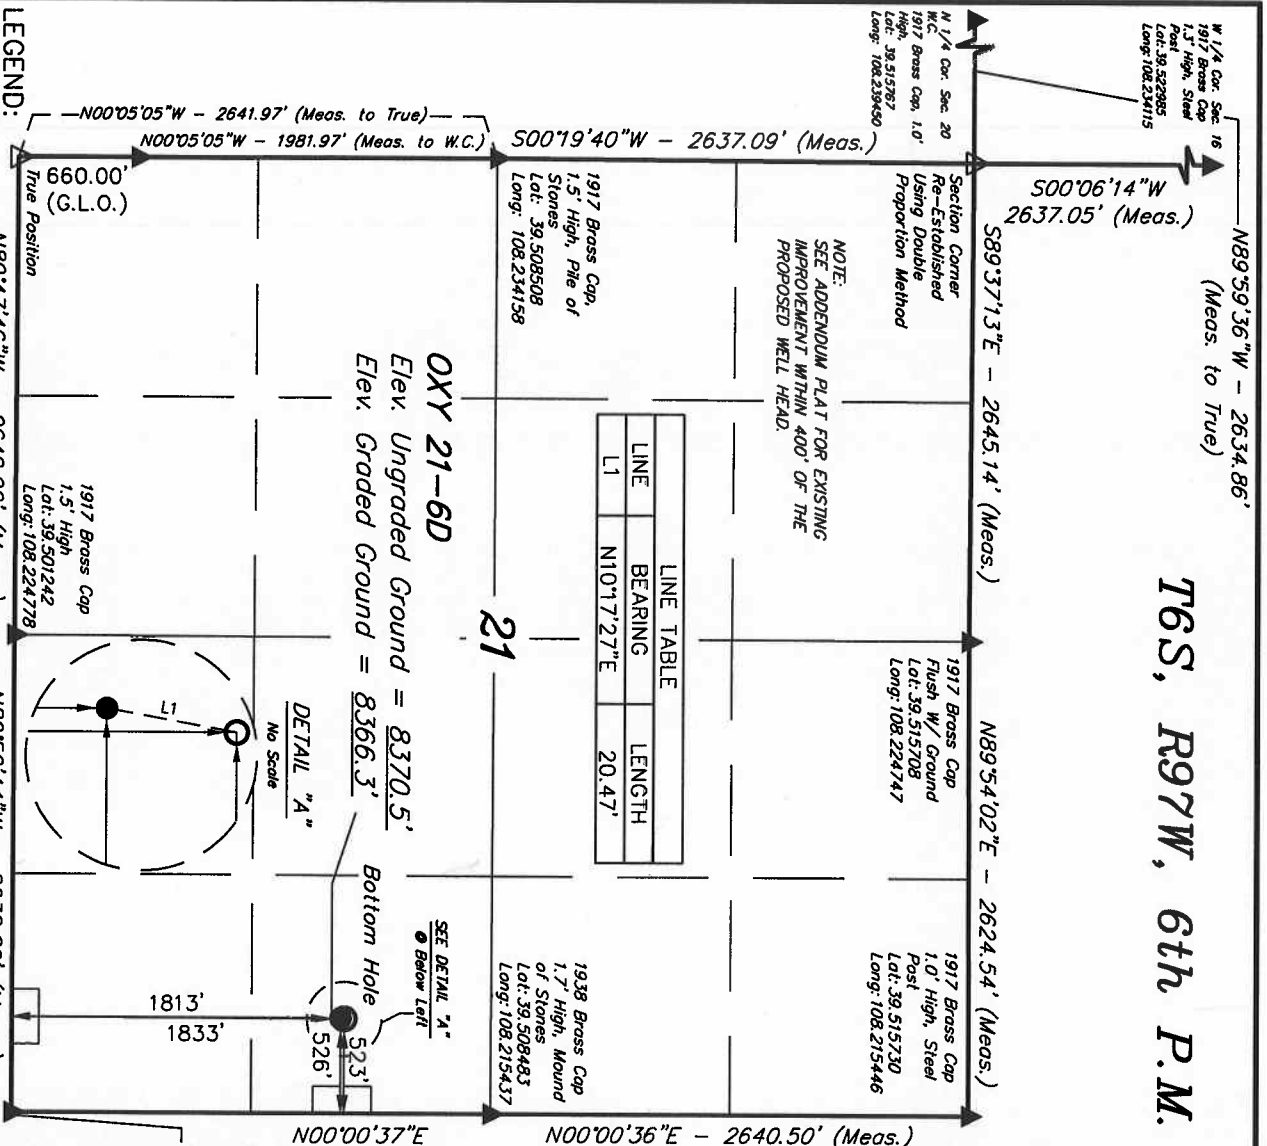 T6S, R97W, 6th P.M.
N89°59'36"W - 2634.86'
(Meas. to True)
W 1/4 Cor. Sec. 16
1917 Brass Cap
1.3' High, Steel
Post
Lat: 39.522985
Long: 108.234115
S00°06'14"W
2637.05' (Meas.)
S89°37'13"E - 2645.14' (Meas.)
N89°54'02"E - 2624.54' (Meas.)
N 1/4 Cor. Sec. 20
W.C.
1917 Brass Cap, 1.0'
High,
Lat: 39.515767
Long: 108.239450
Section Corner
Re-Established
Using Double
Proportion Method
1917 Brass Cap
Flush W/ Ground
Lat: 39.515708
Long: 108.224747
1917 Brass Cap
1.0' High, Steel
Post
Lat: 39.515730
Long: 108.215446
S00°19'40"W - 2637.09' (Meas.)
N00°00'36"E - 2640.50' (Meas.)
NOTE:
SEE ADDENDUM PLAT FOR EXISTING
IMPROVEMENT WITHIN 400' OF THE
PROPOSED WELL HEAD.
LINE TABLE
LINE BEARING LENGTH
L1 N10°17'27"E 20.47'
1917 Brass Cap,
1.5' High, Pile of
Stones
Lat: 39.508508
Long: 108.234158
21
1938 Brass Cap
1.7' High, Mound
of Stones
Lat: 39.508483
Long: 108.215437
OXY 21-6D
Elev. Ungraded Ground = 8370.5'
Elev. Graded Ground = 8366.3'
SEE DETAIL "A"
@ Below Left
Bottom Hole
523'
526'
1813'
1833'
N00°00'37"E
N00°05'05"W - 2641.97' (Meas. to True)
N00°05'05"W - 1981.97' (Meas. to W.C.)
DETAIL "A"
No Scale
L1
660.00'
(G.L.O.)
True Position
1917 Brass Cap
1.5' High
Lat: 39.501242
Long: 108.224778
LEGEND: